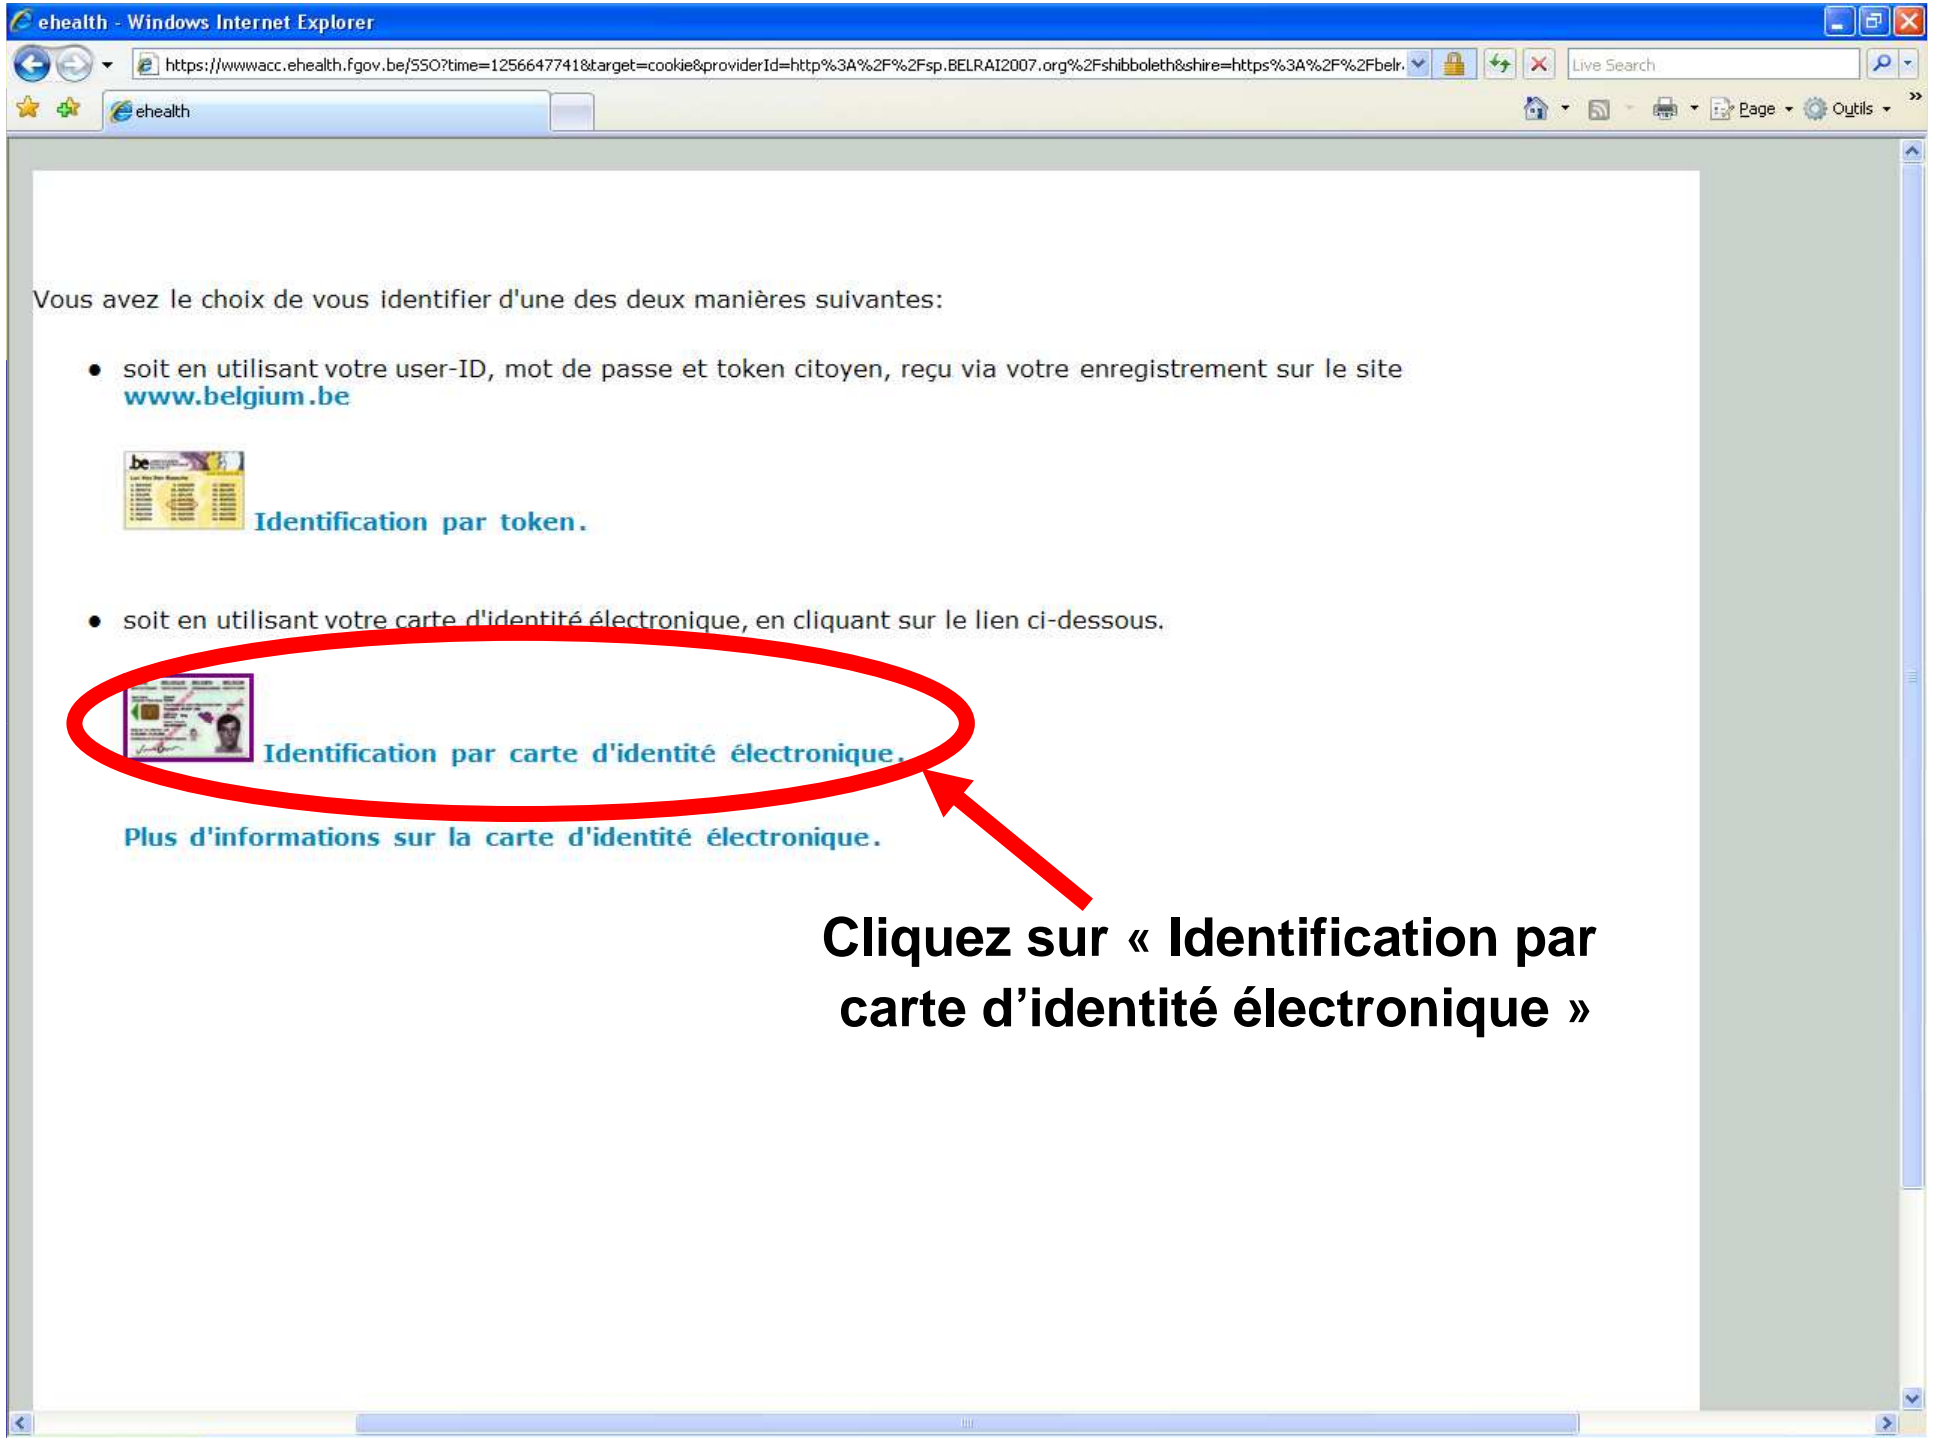 ehealth - Windows Internet Explorer
https://wwwacc.ehealth.fgov.be/SSO?time=1256647741&target=cookie&providerId=http%3A%2F%2Fsp.BELRAI2007.org%2Fshibboleth&shire=https%3A%2F%2Fbelr.
Live Search
ehealth
Page
Outils
Vous avez le choix de vous identifier d'une des deux manières suivantes:
● soit en utilisant votre user-ID, mot de passe et token citoyen, reçu via votre enregistrement sur le site
www.belgium.be
.be
Identification par token.
● soit en utilisant votre carte d'identité électronique, en cliquant sur le lien ci-dessous.
Identification par carte d'identité électronique.
Plus d'informations sur la carte d'identité électronique.
Cliquez sur « Identification par
carte d’identité électronique »